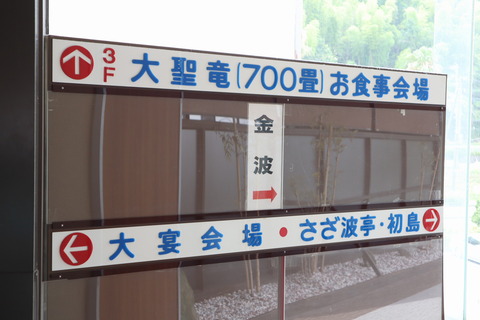 3F 大聖竜(700畳)お食事会場
金波
大宴会場・さざ波亭・初島